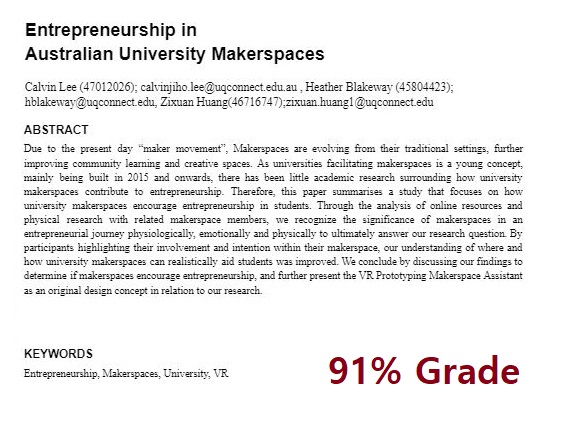 Entrepreneurship in
Australian University Makerspaces
Calvin Lee (47012026); calvinjiho.lee@uqconnect.edu.au , Heather Blakeway (45804423);
hblakeway@uqconnect.edu, Zixuan Huang(46716747);zixuan.huang1@uqconnect.edu
ABSTRACT
Due to the present day “maker movement”, Makerspaces are evolving from their traditional settings, further
improving community learning and creative spaces. As universities facilitating makerspaces is a young concept,
mainly being built in 2015 and onwards, there has been little academic research surrounding how university
makerspaces contribute to entrepreneurship. Therefore, this paper summarises a study that focuses on how
university makerspaces encourage entrepreneurship in students. Through the analysis of online resources and
physical research with related makerspace members, we recognize the significance of makerspaces in an
entrepreneurial journey physiologically, emotionally and physically to ultimately answer our research question. By
participants highlighting their involvement and intention within their makerspace, our understanding of where and
how university makerspaces can realistically aid students was improved. We conclude by discussing our findings to
determine if makerspaces encourage entrepreneurship, and further present the VR Prototyping Makerspace Assistant
as an original design concept in relation to our research.
KEYWORDS
Entrepreneurship, Makerspaces, University, VR
91% Grade